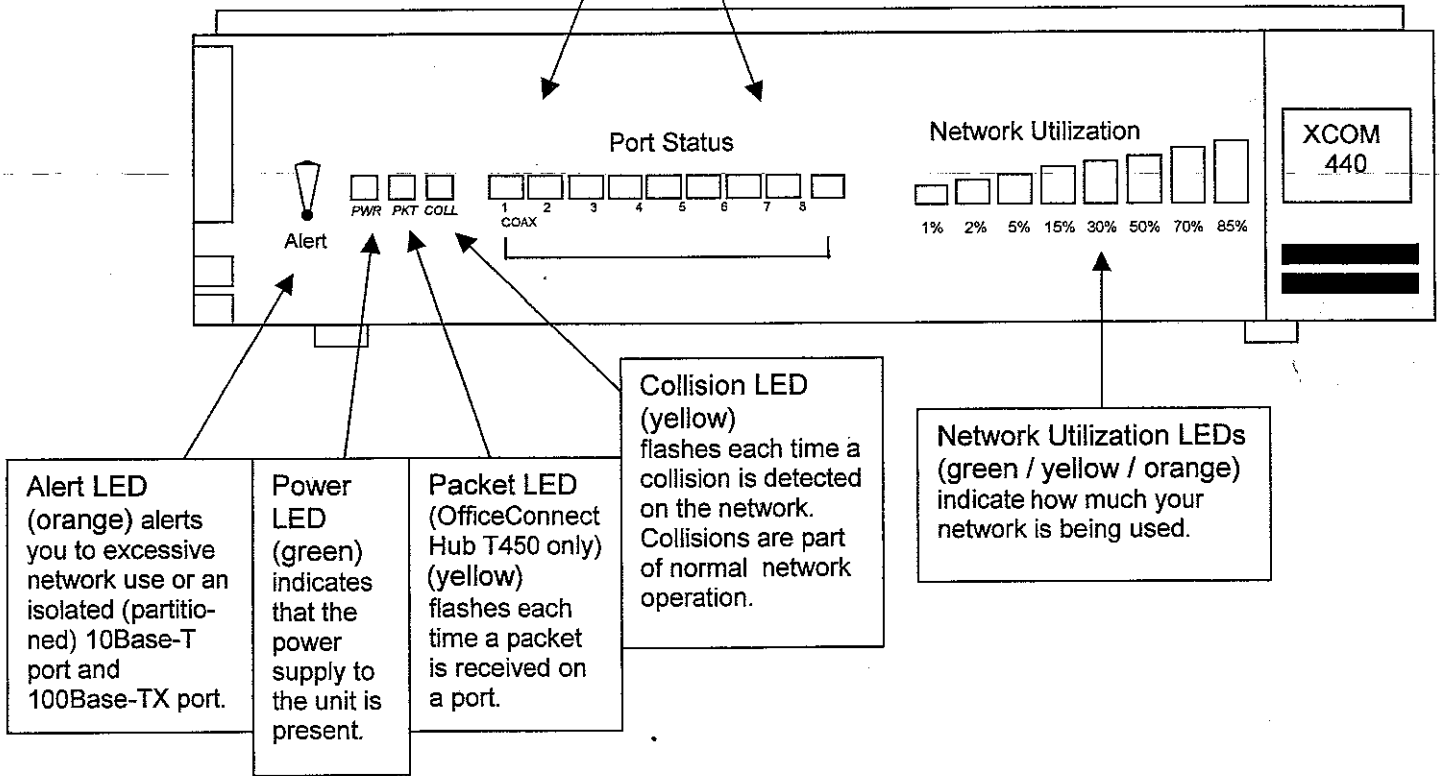 Port Status
Network Utilization
XCOM
440
PWR PKT COLL
1 2 3 4 5 6 7 8
COAX
1% 2% 5% 15% 30% 50% 70% 85%
Alert
Alert LED
(orange) alerts
you to excessive
network use or an
isolated (partitio-
ned) 10Base-T
port and
100Base-TX port.
Power
LED
(green)
indicates
that the
power
supply to
the unit is
present.
Packet LED
(OfficeConnect
Hub T450 only)
(yellow)
flashes each
time a packet
is received on
a port.
Collision LED
(yellow)
flashes each time a
collision is detected
on the network.
Collisions are part
of normal network
operation.
Network Utilization LEDs
(green / yellow / orange)
indicate how much your
network is being used.